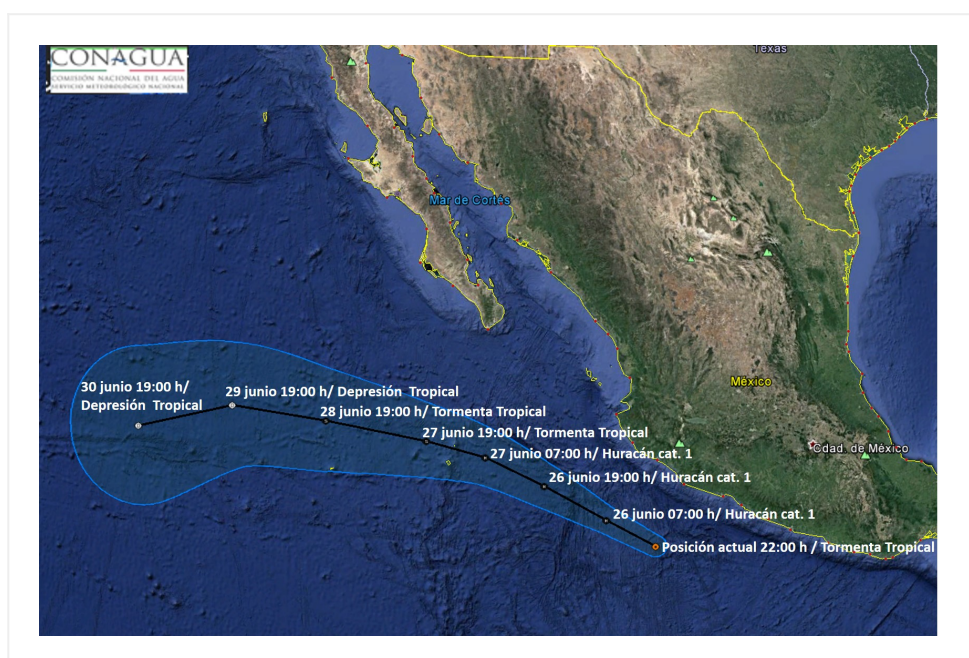 CONAGUA
COMISIÓN NACIONAL DEL AGUA
SERVICIO METEOROLÓGICO NACIONAL
Texas
Mar de Cortés
México
Cdad. de México
30 junio 19:00 h/
Depresión Tropical
29 junio 19:00 h/ Depresión Tropical
28 junio 19:00 h/ Tormenta Tropical
27 junio 19:00 h/ Tormenta Tropical
27 junio 07:00 h/ Huracán cat. 1
26 junio 19:00 h/ Huracán cat. 1
26 junio 07:00 h/ Huracán cat. 1
Posición actual 22:00 h / Tormenta Tropical